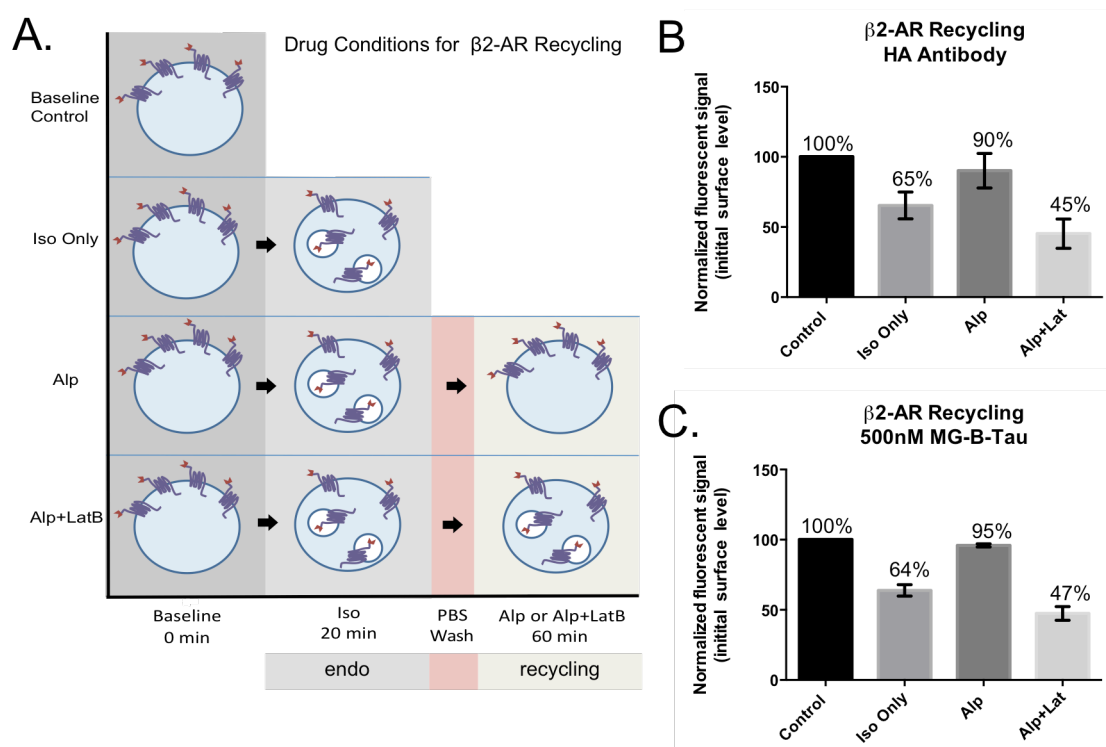 A.
Drug Conditions for β2-AR Recycling
Baseline
Control
Iso Only
Alp
Alp+LatB
Baseline
0 min
Iso
20 min
PBS
Wash
Alp or Alp+LatB
60 min
endo
recycling
B
β2-AR Recycling
HA Antibody
Normalized fluorescent signal
(initital surface level)
150
100
50
0
100%
65%
90%
45%
Control
Iso Only
Alp
Alp+Lat
C.
β2-AR Recycling
500nM MG-B-Tau
Normalized fluorescent signal
(initital surface level)
150
100
50
0
100%
64%
95%
47%
Control
Iso Only
Alp
Alp+Lat